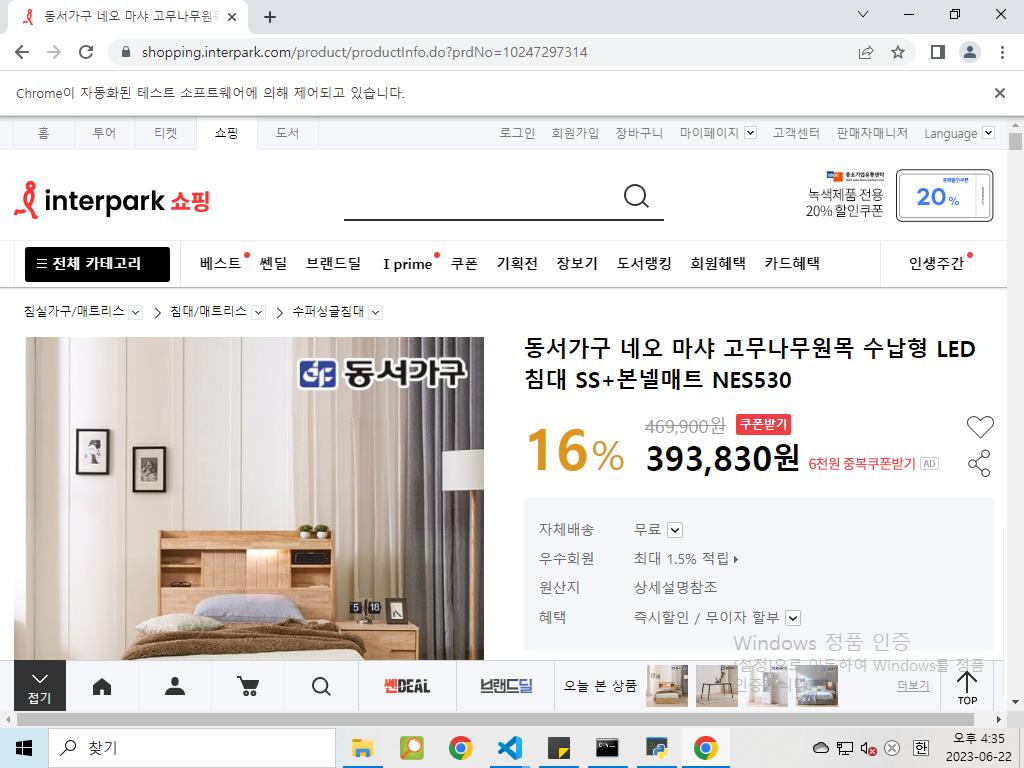 동서가구 네오 마샤 고무나무원목
shopping.interpark.com/product/productInfo.do?prdNo=10247297314
Chrome이 자동화된 테스트 소프트웨어에 의해 제어되고 있습니다.
홈 투어 티켓 쇼핑 도서 로그인 회원가입 장바구니 마이페이지 고객센터 판매자매니저 Language
interpark 쇼핑
중소기업유통센터
녹색제품 전용
20% 할인쿠폰
20%
전체 카테고리 베스트 쎈딜 브랜드딜 I prime 쿠폰 기획전 장보기 도서랭킹 회원혜택 카드혜택 인생주간
침실가구/매트리스 침대/매트리스 수퍼싱글침대
동서가구
5 18
동서가구 네오 마샤 고무나무원목 수납형 LED
침대 SS+본넬매트 NES530
16%
469,900원 쿠폰받기
393,830원 6천원 중복쿠폰받기 AD
자체배송 무료
우수회원 최대 1.5% 적립
원산지 상세설명참조
혜택 즉시할인 / 무이자 할부
Windows 정품 인증
[설정]으로 이동하여 Windows를 정품
접기 쎈DEAL 브랜드딜 오늘 본 상품 더보기 TOP
찾기
한
오후 4:35
2023-06-22